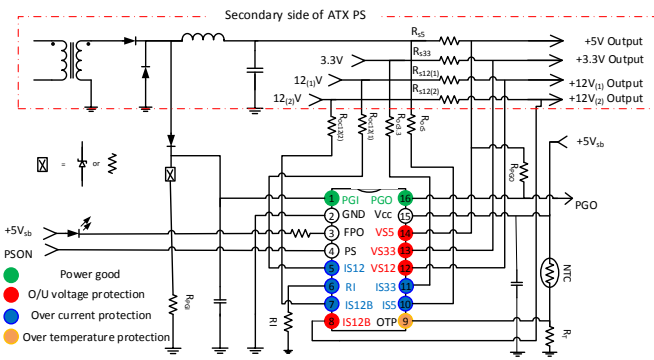 Secondary side of ATX PS
Rs5
+5V Output
3.3V
Rs33
+3.3V Output
12(1)V
Rs12(1)
+12V(1) Output
12(2)V
Rs12(2)
+12V(2) Output
Roc12(2)
Roc12(1)
Roc3.3
Roc5
+5Vsb
= or
RPGO
1 PGI PGO 16
PGO
2 GND Vcc 15
+5Vsb
3 FPO VS5 14
PSON
4 PS VS33 13
Power good
5 IS12 VS12 12
O/U voltage protection
6 RI IS33 11
NTC
Over current protection
7 IS12B IS5 10
Over temperature protection
8 IS12B OTP 9
RPGI
RI
RT